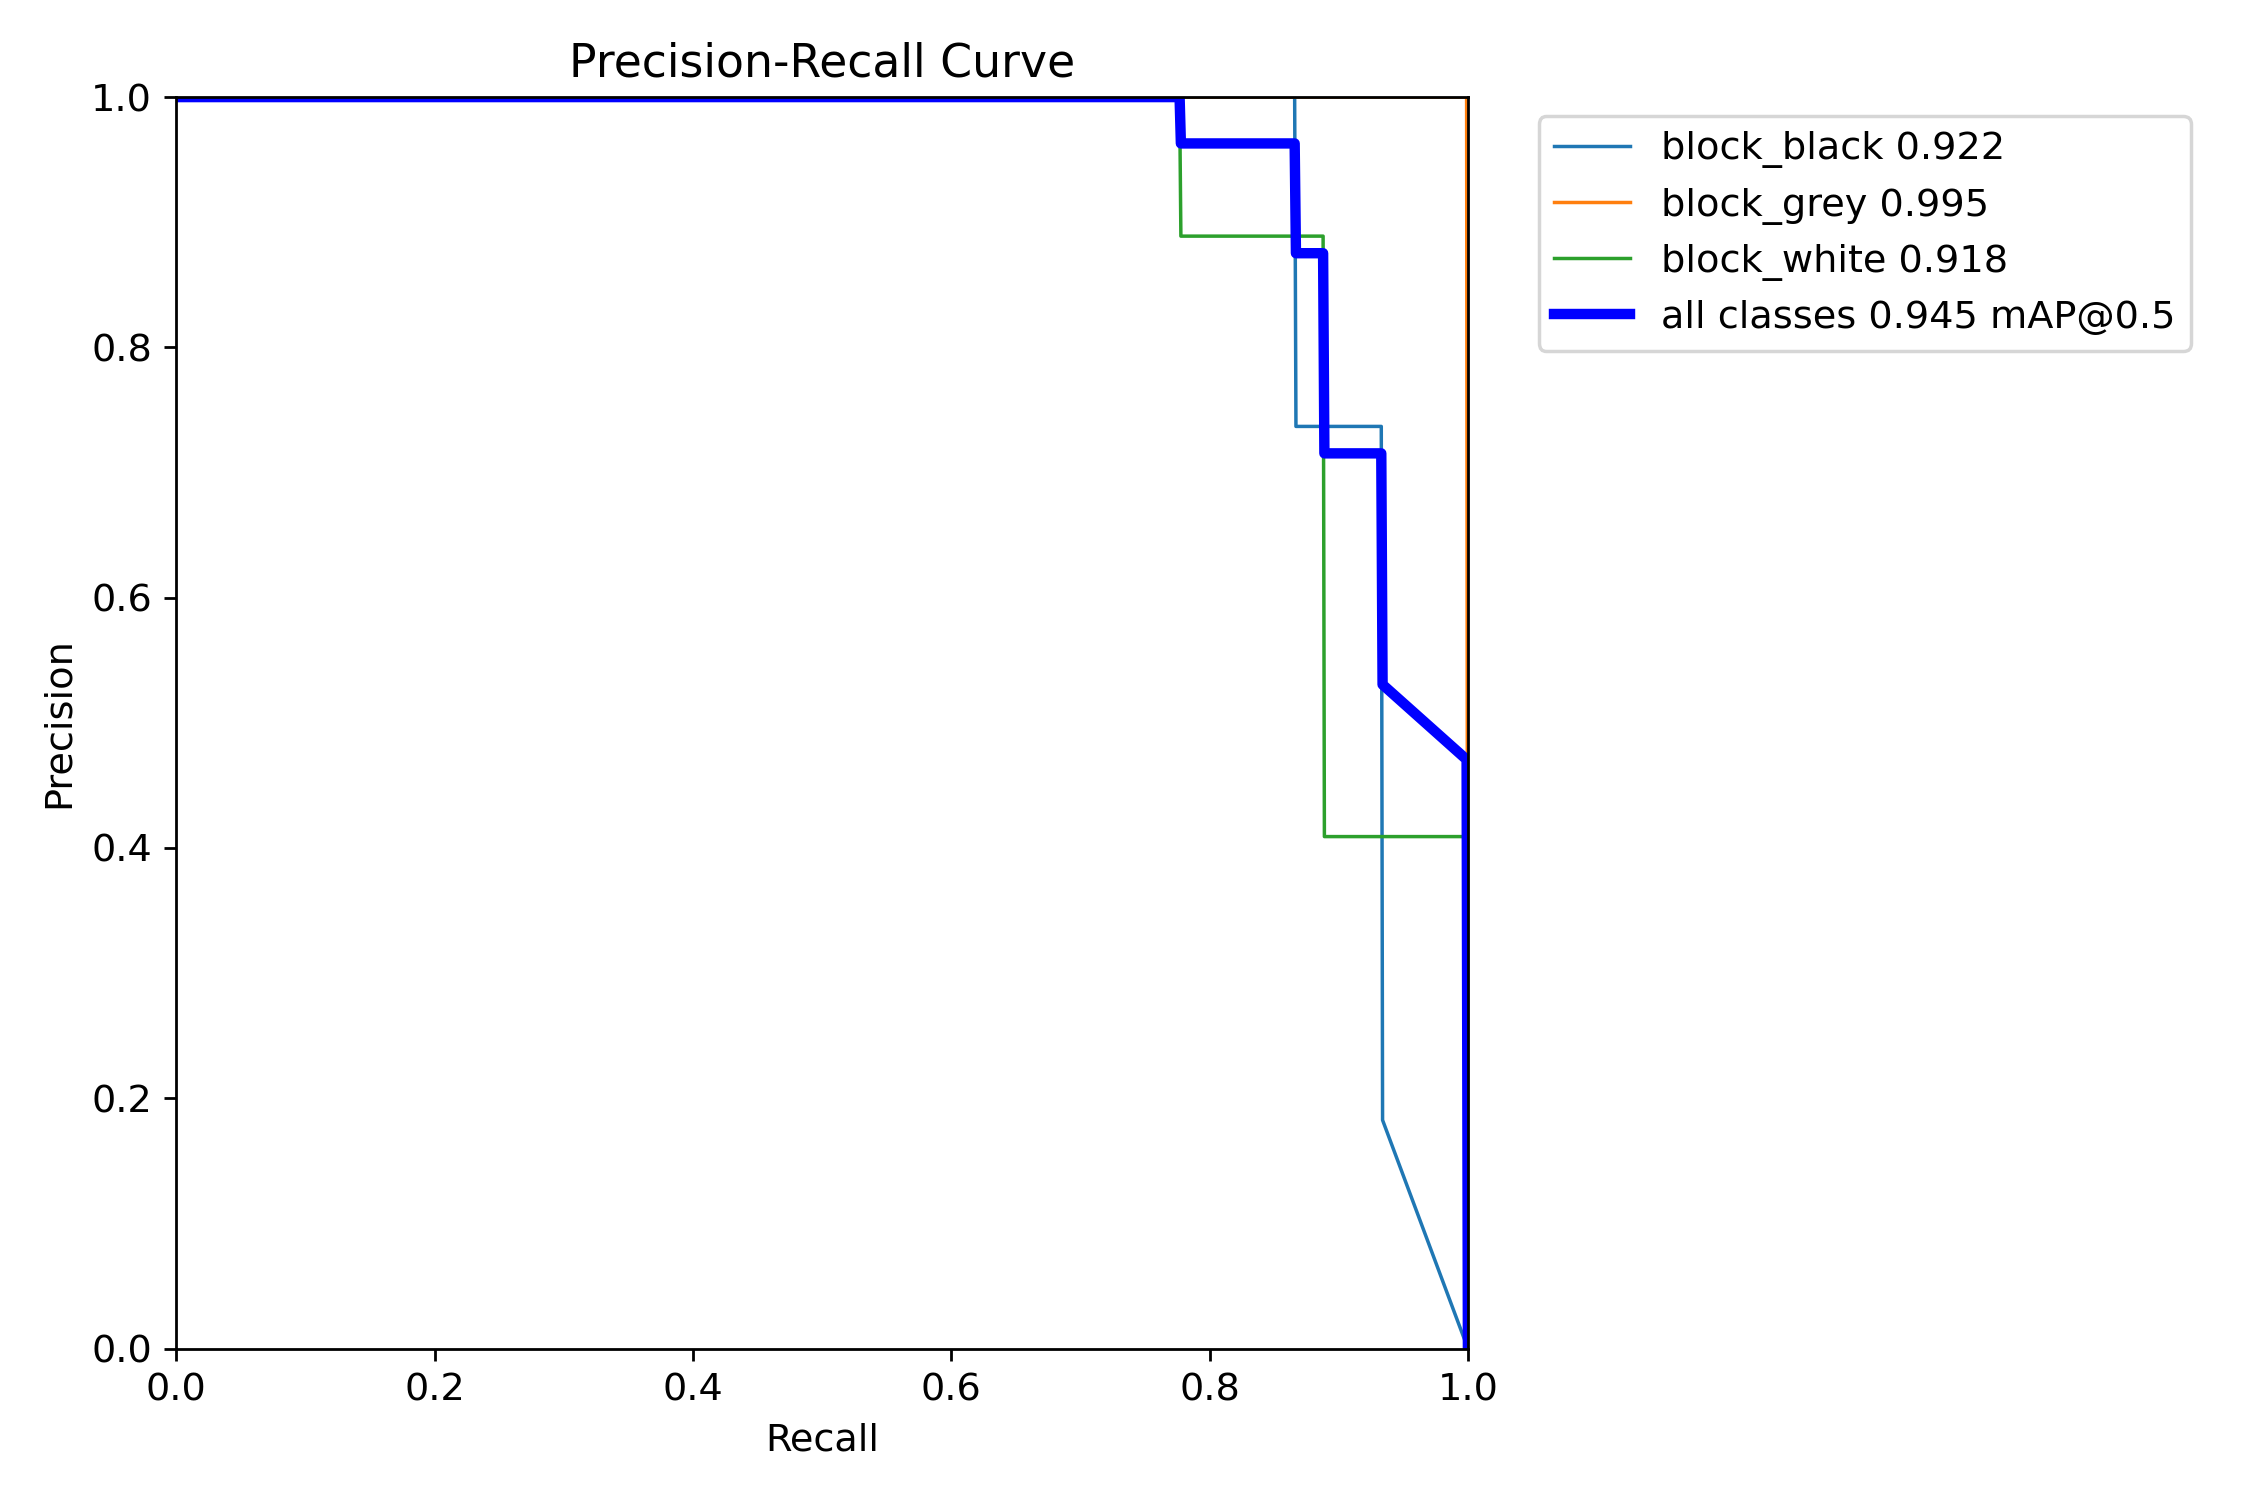 Precision-Recall Curve
1.0
0.8
0.6
0.4
0.2
0.0
Precision
0.0 0.2 0.4 0.6 0.8 1.0
Recall
block_black 0.922
block_grey 0.995
block_white 0.918
all classes 0.945 mAP@0.5